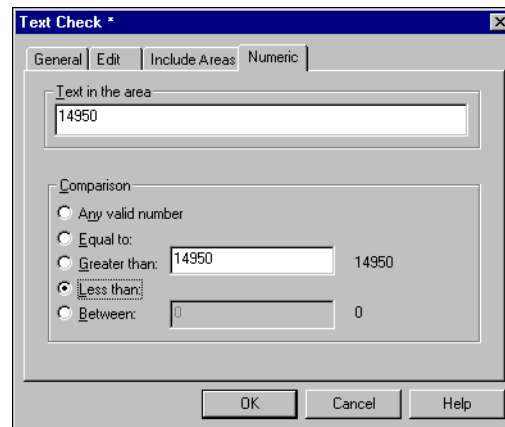 Text Check *
General Edit Include Areas Numeric
Text in the area
14950
Comparison
Any valid number
Equal to:
Greater than: 14950 14950
Less than:
Between: 0 0
OK Cancel Help